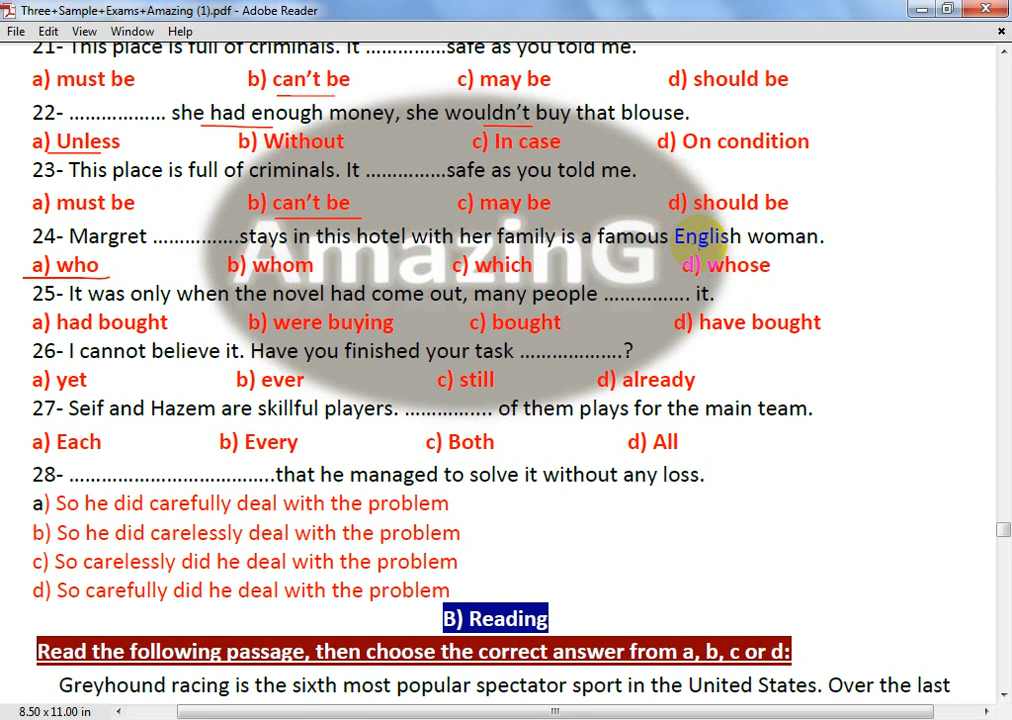 Three+Sample+Exams+Amazing (1).pdf - Adobe Reader
File Edit View Window Help
21- This place is full of criminals. It ……………safe as you told me.
a) must be b) can't be c) may be d) should be
22- ……………… she had enough money, she wouldn't buy that blouse.
a) Unless b) Without c) In case d) On condition
23- This place is full of criminals. It ……………safe as you told me.
a) must be b) can't be c) may be d) should be
24- Margret ……………stays in this hotel with her family is a famous English woman.
a) who b) whom c) which d) whose
25- It was only when the novel had come out, many people …………… it.
a) had bought b) were buying c) bought d) have bought
26- I cannot believe it. Have you finished your task ……………….?
a) yet b) ever c) still d) already
27- Seif and Hazem are skillful players. …………... of them plays for the main team.
a) Each b) Every c) Both d) All
28- ……………………………..that he managed to solve it without any loss.
a) So he did carefully deal with the problem
b) So he did carelessly deal with the problem
c) So carelessly did he deal with the problem
d) So carefully did he deal with the problem
B) Reading
Read the following passage, then choose the correct answer from a, b, c or d:
Greyhound racing is the sixth most popular spectator sport in the United States. Over the last
8.50 x 11.00 in
AmazinG